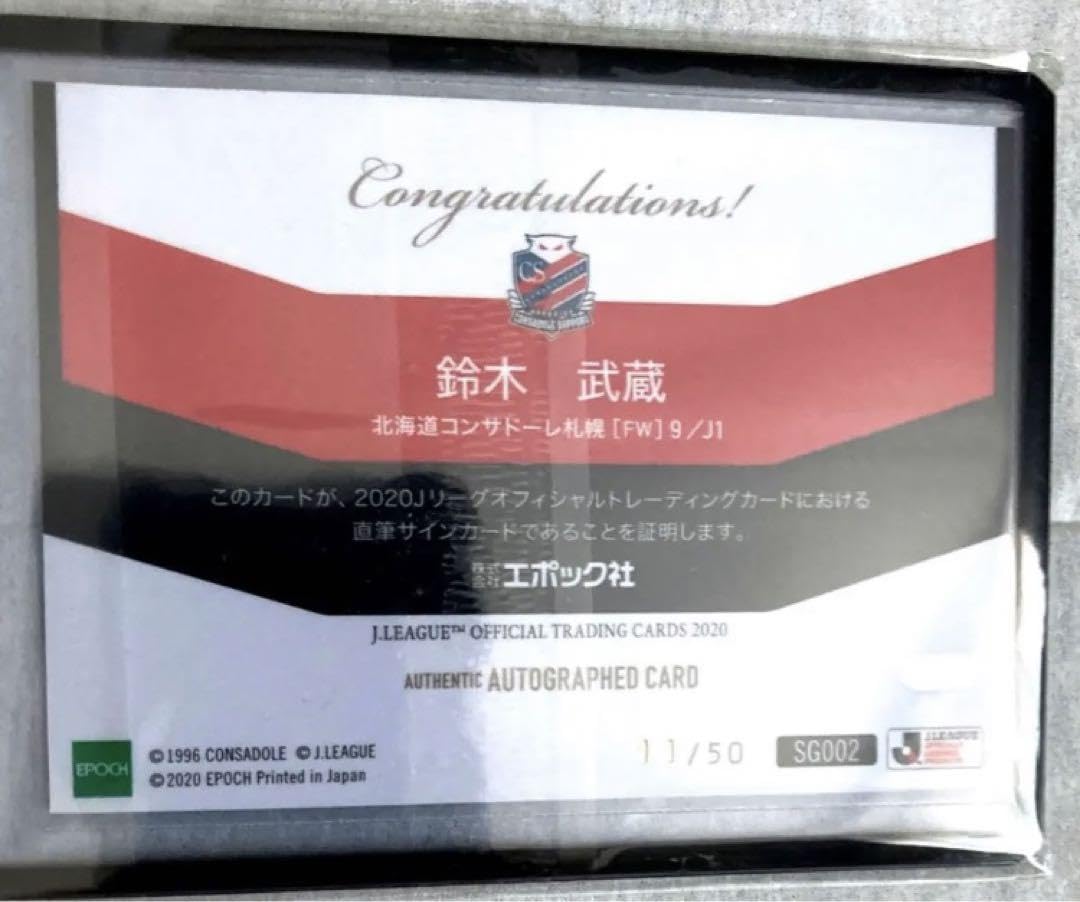 Congratulations!
CS
CONSADOLE SAPPORO
鈴木 武蔵
北海道コンサドーレ札幌 [FW] 9/J1
このカードが、2020Jリーグオフィシャルトレーディングカードにおける
直筆サインカードであることを証明します。
株式会社エポック社
J.LEAGUE™ OFFICIAL TRADING CARDS 2020
AUTHENTIC AUTOGRAPHED CARD
EPOCH
©1996 CONSADOLE ©J.LEAGUE
©2020 EPOCH Printed in Japan
11/50
SG002
J.LEAGUE